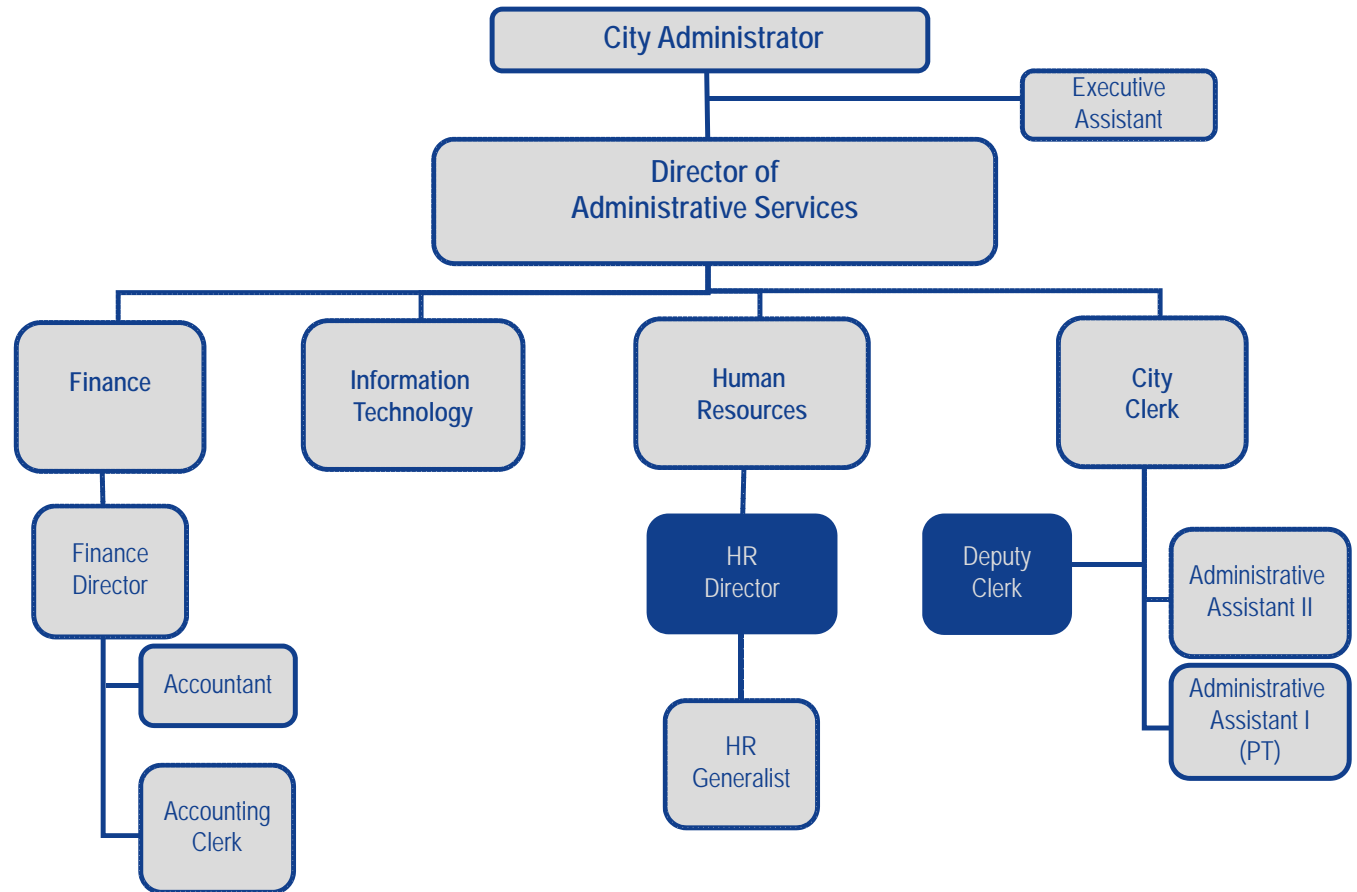 City Administrator
Executive
Assistant
Director of
Administrative Services
Finance
Information
Technology
Human
Resources
City
Clerk
Finance
Director
HR
Director
Deputy
Clerk
Administrative
Assistant II
Accountant
Administrative
Assistant I
(PT)
HR
Generalist
Accounting
Clerk